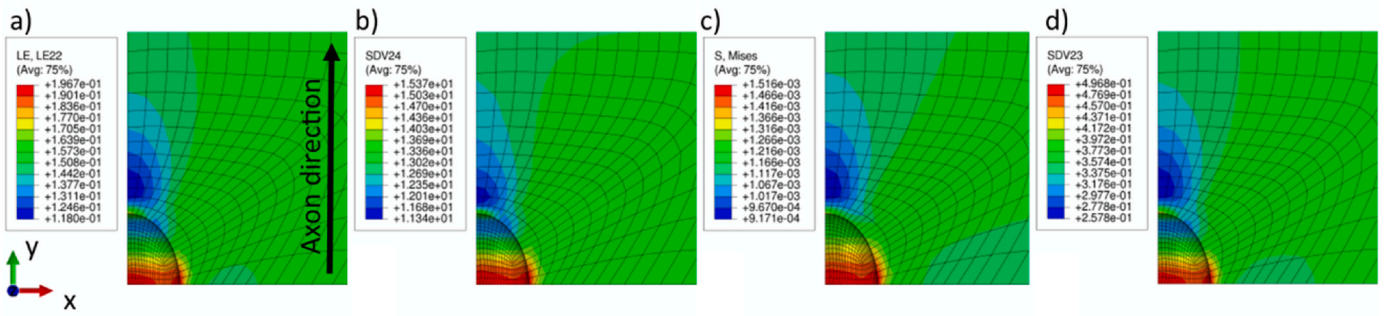 a)
LE, LE22
(Avg: 75%)
+1.967e-01
+1.901e-01
+1.836e-01
+1.770e-01
+1.705e-01
+1.639e-01
+1.573e-01
+1.508e-01
+1.442e-01
+1.377e-01
+1.311e-01
+1.246e-01
+1.180e-01
Axon direction
y
x
b)
SDV24
(Avg: 75%)
+1.537e+01
+1.503e+01
+1.470e+01
+1.436e+01
+1.403e+01
+1.369e+01
+1.336e+01
+1.302e+01
+1.269e+01
+1.235e+01
+1.201e+01
+1.168e+01
+1.134e+01
c)
S, Mises
(Avg: 75%)
+1.516e-03
+1.466e-03
+1.416e-03
+1.366e-03
+1.316e-03
+1.266e-03
+1.216e-03
+1.166e-03
+1.117e-03
+1.067e-03
+1.017e-03
+9.670e-04
+9.171e-04
d)
SDV23
(Avg: 75%)
+4.968e-01
+4.769e-01
+4.570e-01
+4.371e-01
+4.172e-01
+3.972e-01
+3.773e-01
+3.574e-01
+3.375e-01
+3.176e-01
+2.977e-01
+2.778e-01
+2.578e-01